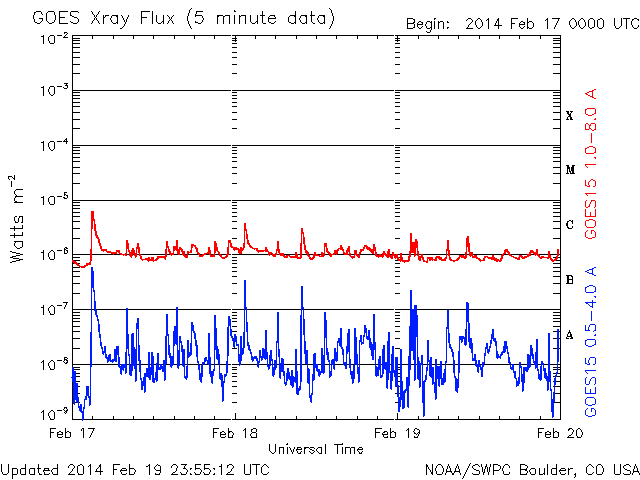 GOES Xray Flux (5 minute data)
Begin: 2014 Feb 17 0000 UTC
10⁻²
10⁻³
10⁻⁴
10⁻⁵
10⁻⁶
10⁻⁷
10⁻⁸
10⁻⁹
Watts m⁻²
X
M
C
B
A
GOES15 1.0-8.0 A
GOES15 0.5-4.0 A
Feb 17
Feb 18
Feb 19
Feb 20
Universal Time
Updated 2014 Feb 19 23:55:12 UTC
NOAA/SWPC Boulder, CO USA